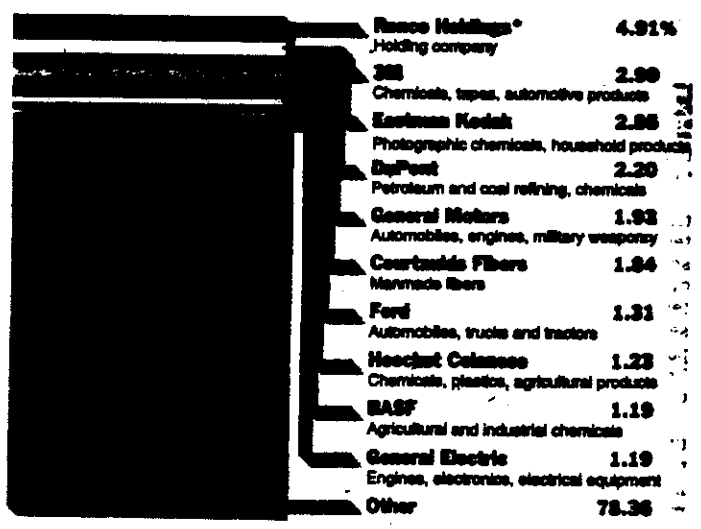 Renco Holdings* 4.91%
Holding company
3M 2.99
Chemicals, tapes, automotive products
Eastman Kodak 2.85
Photographic chemicals, household products
DuPont 2.20
Petroleum and coal refining, chemicals
General Motors 1.93
Automobiles, engines, military weaponry
Courtaulds Fibers 1.84
Manmade fibers
Ford 1.31
Automobiles, trucks and tractors
Hoechst Celanese 1.23
Chemicals, plastics, agricultural products
BASF 1.19
Agricultural and industrial chemicals
General Electric 1.19
Engines, electronics, electrical equipment
Other 78.36